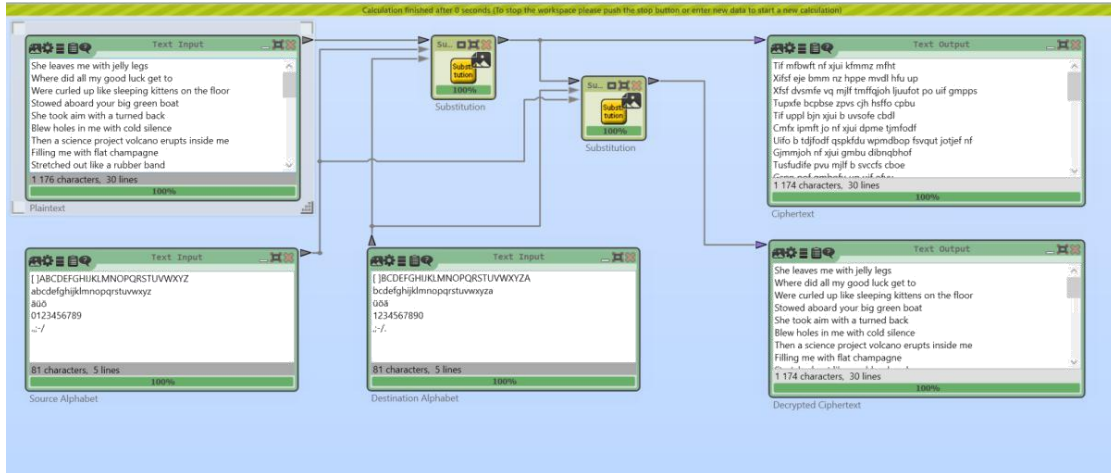 Calculation finished after 0 seconds (To stop the workspace please push the stop button or enter new data to start a new calculation)
Text Input
She leaves me with jelly legs
Where did all my good luck get to
Were curled up like sleeping kittens on the floor
Stowed aboard your big green boat
She took aim with a turned back
Blew holes in me with cold silence
Then a science project volcano erupts inside me
Filling me with flat champagne
Stretched out like a rubber band
1 176 characters, 30 lines
100%
Plaintext
Su...
Substi tution
100%
Substitution
Su...
Substi tution
100%
Substitution
Text Output
Tif mfbwft nf xjui kfmmz mfht
Xifsf eje bmm nz hppe mvdl hfu up
Xfsf dvsmfe vq mjlf tmffqjoh ljuufot po uif gmpps
Tupxfe bcpbse zpvs cjh hsffo cpbu
Tif uppl bjn xjui b uvsofe cbdl
Cmfx ipmft jo nf xjui dpme tjmfodf
Uifo b tdjfodf qspkfdu wpmdbop fsvqut jotjef nf
Gjmmjoh nf xjui gmbu dibnqbhof
Tusfudife pvu mjlf b svccfs cboe
1 174 characters, 30 lines
100%
Ciphertext
Text Input
[ ]ABCDEFGHIJKLMNOPQRSTUVWXYZ
abcdefghijklmnopqrstuvwxyz
äüö
0123456789
.,:;-/
81 characters, 5 lines
100%
Source Alphabet
Text Input
[ ]BCDEFGHIJKLMNOPQRSTUVWXYZA
bcdefghijklmnopqrstuvwxyza
üöä
1234567890
,:;-/.
81 characters, 5 lines
100%
Destination Alphabet
Text Output
She leaves me with jelly legs
Where did all my good luck get to
Were curled up like sleeping kittens on the floor
Stowed aboard your big green boat
She took aim with a turned back
Blew holes in me with cold silence
Then a science project volcano erupts inside me
Filling me with flat champagne
1 174 characters, 30 lines
100%
Decrypted Ciphertext